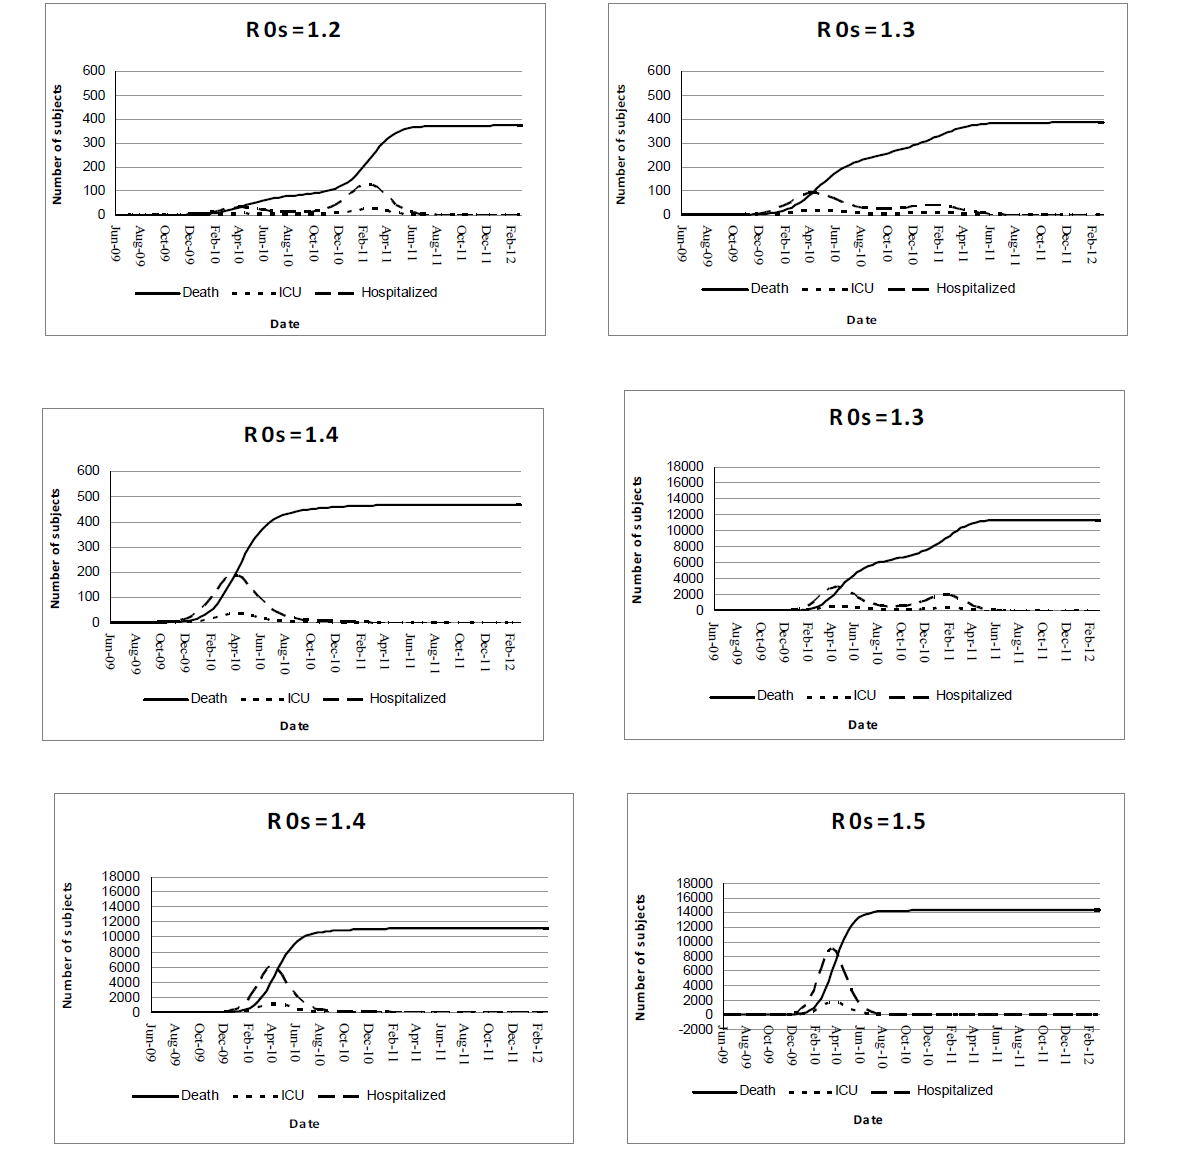 R0s=1.2
Number of subjects
600
500
400
300
200
100
0
Jun-09 Aug-09 Oct-09 Dec-09 Feb-10 Apr-10 Jun-10 Aug-10 Oct-10 Dec-10 Feb-11 Apr-11 Jun-11 Aug-11 Oct-11 Dec-11 Feb-12
Death ICU Hospitalized
Date
R0s=1.3
Number of subjects
600
500
400
300
200
100
0
Jun-09 Aug-09 Oct-09 Dec-09 Feb-10 Apr-10 Jun-10 Aug-10 Oct-10 Dec-10 Feb-11 Apr-11 Jun-11 Aug-11 Oct-11 Dec-11 Feb-12
Death ICU Hospitalized
Date
R0s=1.4
Number of subjects
600
500
400
300
200
100
0
Jun-09 Aug-09 Oct-09 Dec-09 Feb-10 Apr-10 Jun-10 Aug-10 Oct-10 Dec-10 Feb-11 Apr-11 Jun-11 Aug-11 Oct-11 Dec-11 Feb-12
Death ICU Hospitalized
Date
R0s=1.3
Number of subjects
18000
16000
14000
12000
10000
8000
6000
4000
2000
0
Jun-09 Aug-09 Oct-09 Dec-09 Feb-10 Apr-10 Jun-10 Aug-10 Oct-10 Dec-10 Feb-11 Apr-11 Jun-11 Aug-11 Oct-11 Dec-11 Feb-12
Death ICU Hospitalized
Date
R0s=1.4
Number of subjects
18000
16000
14000
12000
10000
8000
6000
4000
2000
0
Jun-09 Aug-09 Oct-09 Dec-09 Feb-10 Apr-10 Jun-10 Aug-10 Oct-10 Dec-10 Feb-11 Apr-11 Jun-11 Aug-11 Oct-11 Dec-11 Feb-12
Death ICU Hospitalized
Date
R0s=1.5
Number of subjects
18000
16000
14000
12000
10000
8000
6000
4000
2000
0
-2000
Jun-09 Aug-09 Oct-09 Dec-09 Feb-10 Apr-10 Jun-10 Aug-10 Oct-10 Dec-10 Feb-11 Apr-11 Jun-11 Aug-11 Oct-11 Dec-11 Feb-12
Death ICU Hospitalized
Date